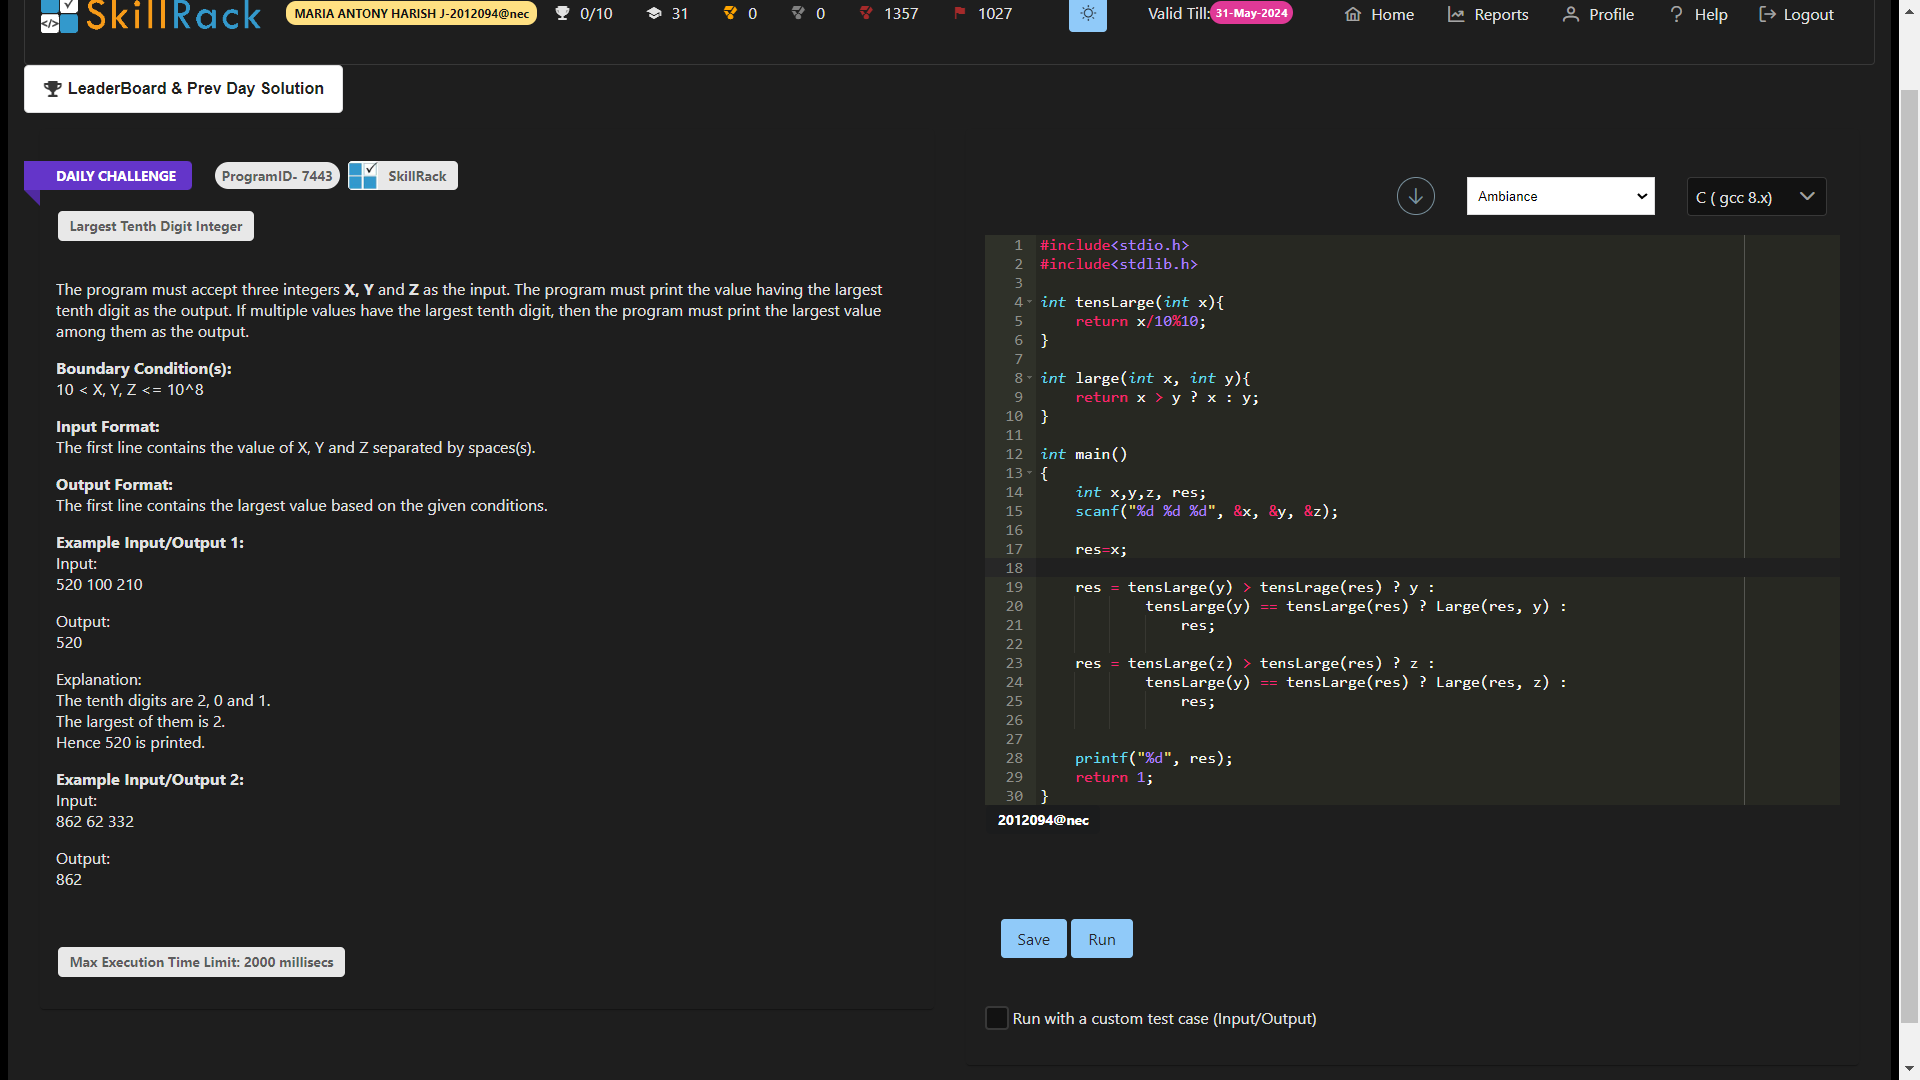 SkillRack
MARIA ANTONY HARISH J-2012094@nec
0/10
31
0
0
1357
1027
Valid Till: 31-May-2024
Home
Reports
Profile
? Help
Logout
LeaderBoard & Prev Day Solution
DAILY CHALLENGE
ProgramID- 7443
SkillRack
Ambiance
C ( gcc 8.x)
Largest Tenth Digit Integer
The program must accept three integers X, Y and Z as the input. The program must print the value having the largest
tenth digit as the output. If multiple values have the largest tenth digit, then the program must print the largest value
among them as the output.
Boundary Condition(s):
10 < X, Y, Z <= 10^8
Input Format:
The first line contains the value of X, Y and Z separated by spaces(s).
Output Format:
The first line contains the largest value based on the given conditions.
Example Input/Output 1:
Input:
520 100 210
Output:
520
Explanation:
The tenth digits are 2, 0 and 1.
The largest of them is 2.
Hence 520 is printed.
Example Input/Output 2:
Input:
862 62 332
Output:
862
Max Execution Time Limit: 2000 millisecs
1 #include<stdio.h>
2 #include<stdlib.h>
3
4 int tensLarge(int x){
5 return x/10%10;
6 }
7
8 int large(int x, int y){
9 return x > y ? x : y;
10 }
11
12 int main()
13 {
14 int x,y,z, res;
15 scanf("%d %d %d", &x, &y, &z);
16
17 res=x;
18
19 res = tensLarge(y) > tensLrage(res) ? y :
20 tensLarge(y) == tensLarge(res) ? Large(res, y) :
21 res;
22
23 res = tensLarge(z) > tensLarge(res) ? z :
24 tensLarge(y) == tensLarge(res) ? Large(res, z) :
25 res;
26
27
28 printf("%d", res);
29 return 1;
30 }
2012094@nec
Save
Run
Run with a custom test case (Input/Output)